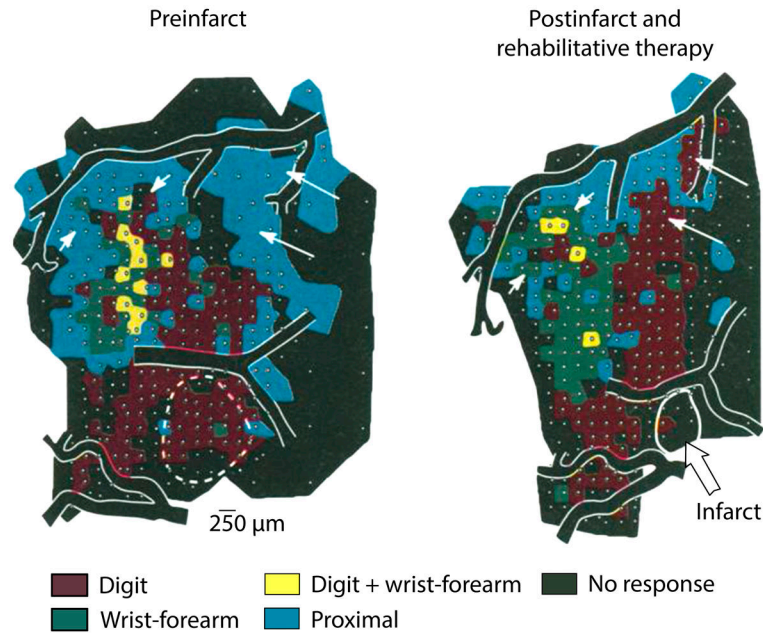 Preinfarct
Postinfarct and
rehabilitative therapy
250 μm
Infarct
Digit
Digit + wrist-forearm
No response
Wrist-forearm
Proximal